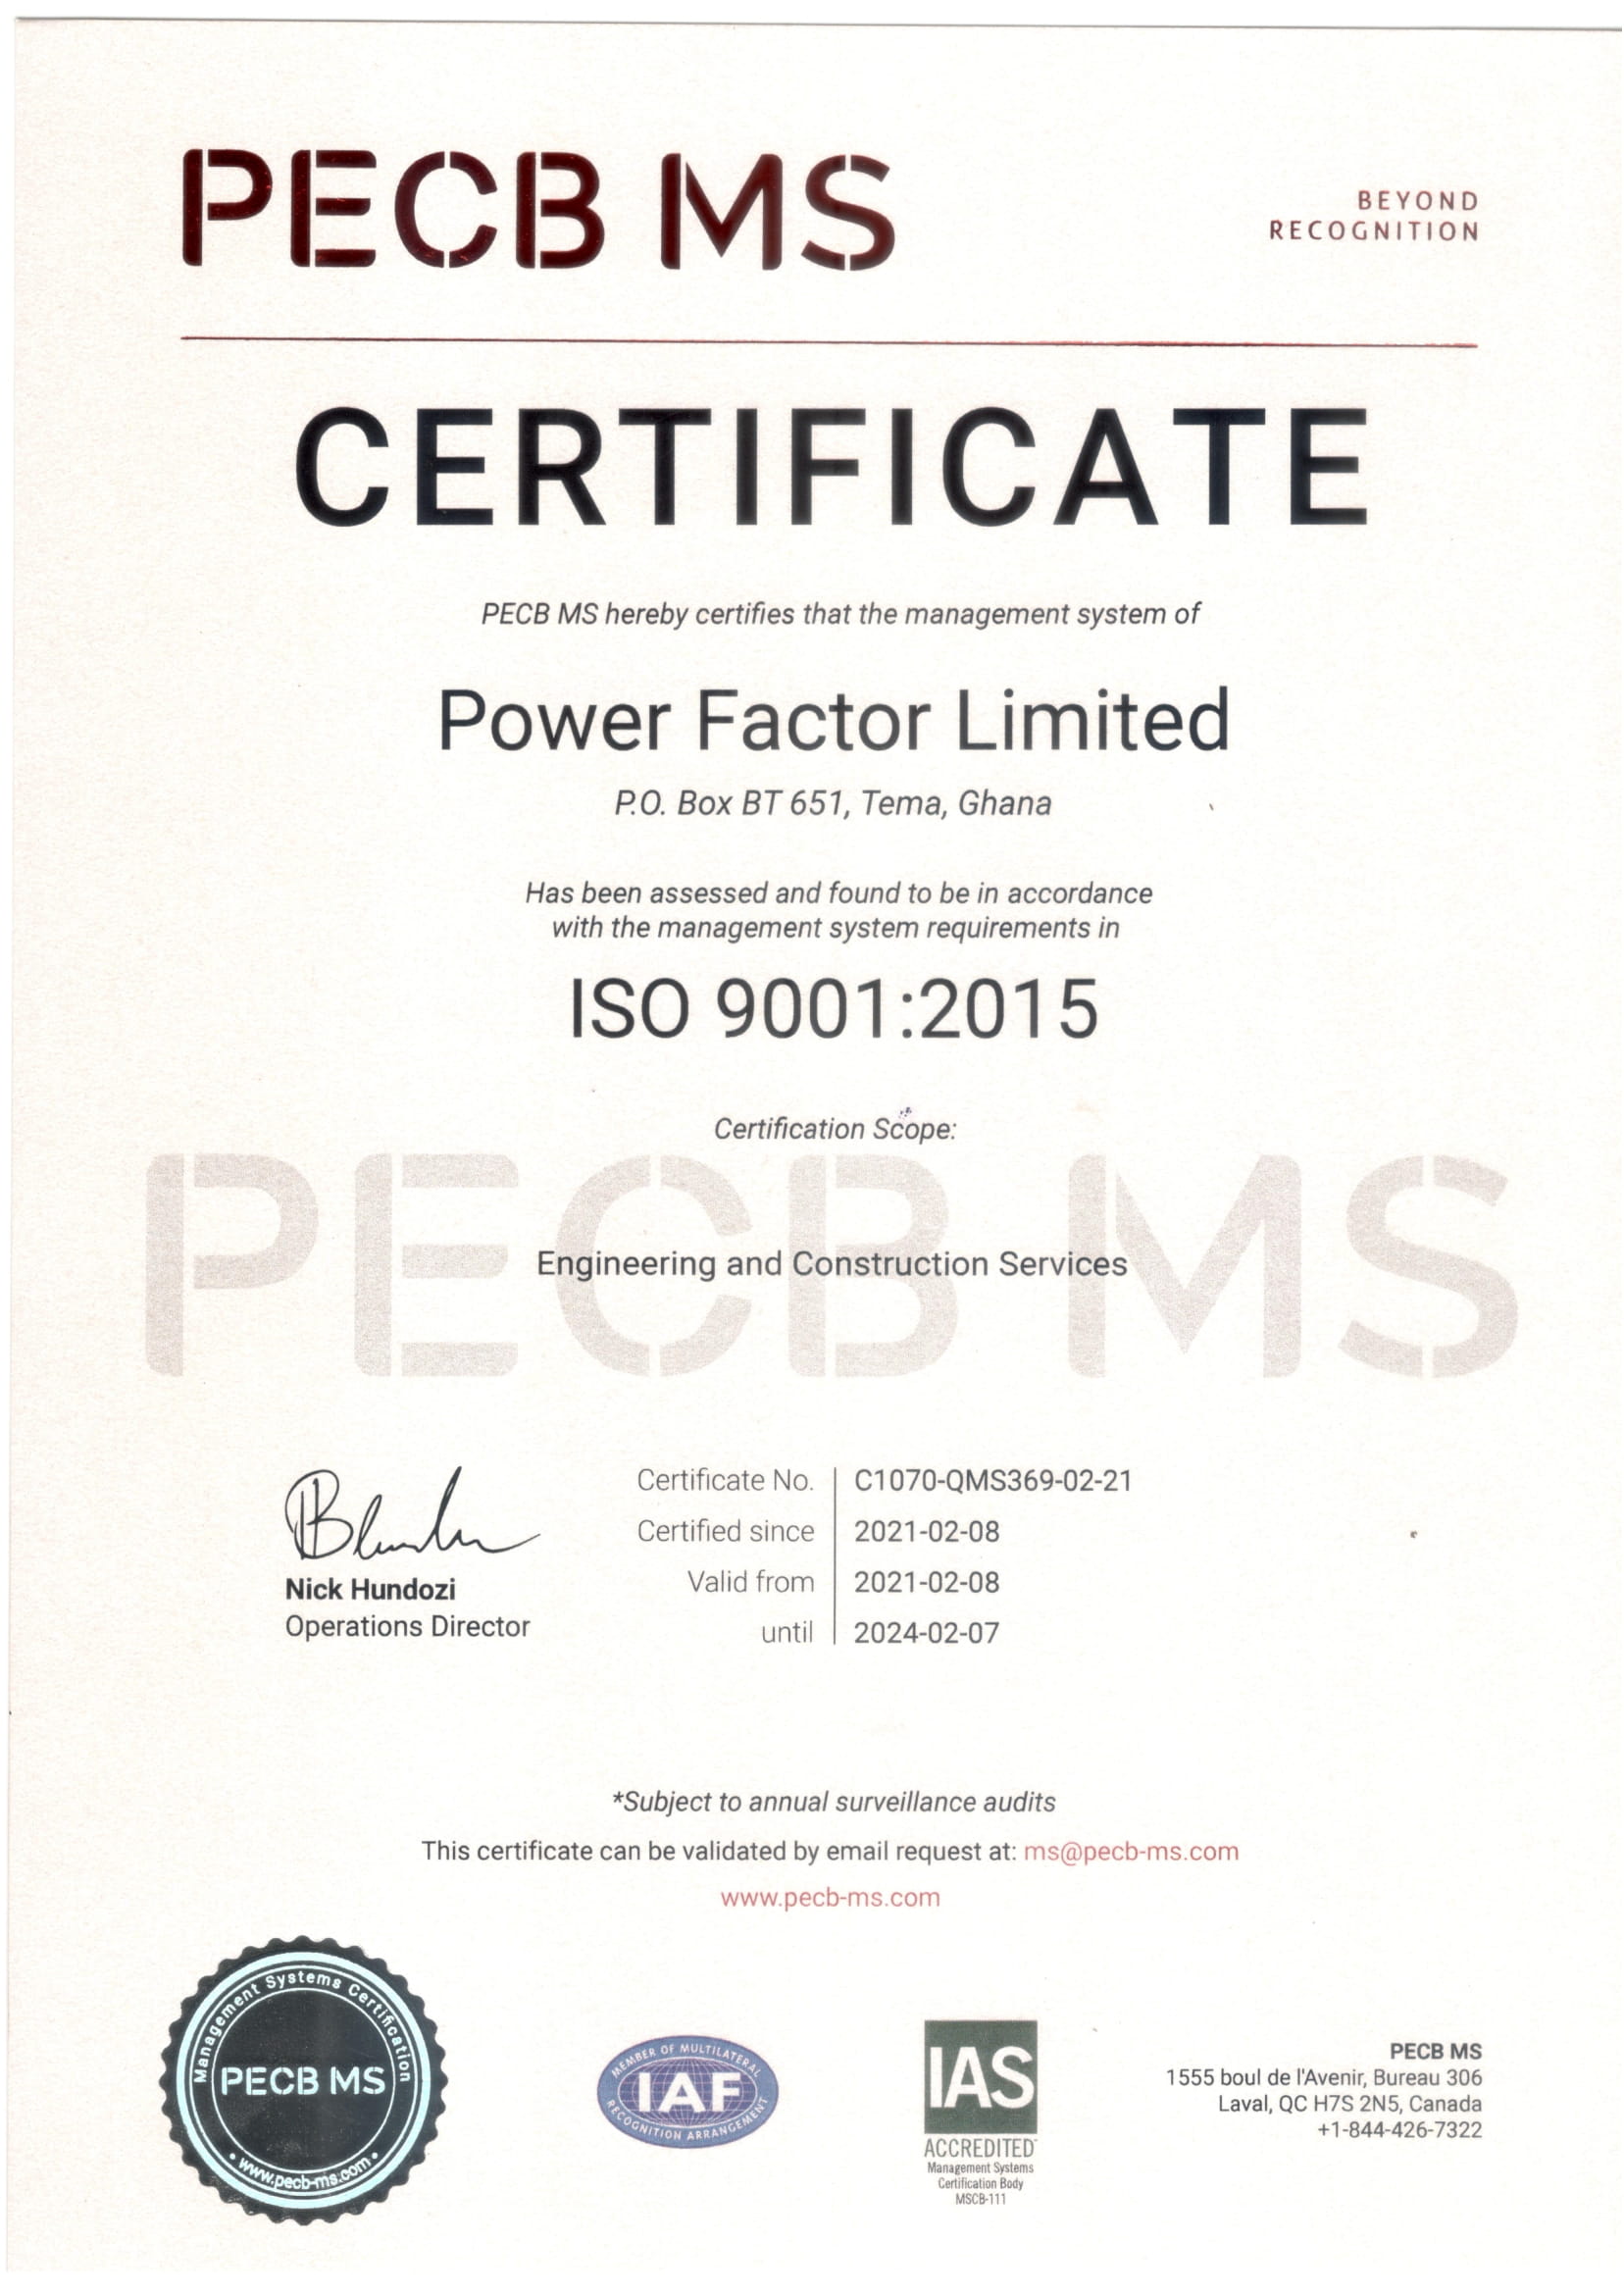 PECB MS
BEYOND
RECOGNITION
CERTIFICATE
PECB MS hereby certifies that the management system of
Power Factor Limited
P.O. Box BT 651, Tema, Ghana
Has been assessed and found to be in accordance
with the management system requirements in
ISO 9001:2015
Certification Scope:
PECB MS
Engineering and Construction Services
Certificate No. C1070-QMS369-02-21
Certified since 2021-02-08
Valid from 2021-02-08
until 2024-02-07
Nick Hundozi
Operations Director
*Subject to annual surveillance audits
This certificate can be validated by email request at: ms@pecb-ms.com
www.pecb-ms.com
Management Systems Certification
PECB MS
• www.pecb-ms.com •
MEMBER OF MULTILATERAL
IAF
RECOGNITION ARRANGEMENT
IAS
ACCREDITED
Management Systems
Certification Body
MSCB-111
PECB MS
1555 boul de l'Avenir, Bureau 306
Laval, QC H7S 2N5, Canada
+1-844-426-7322